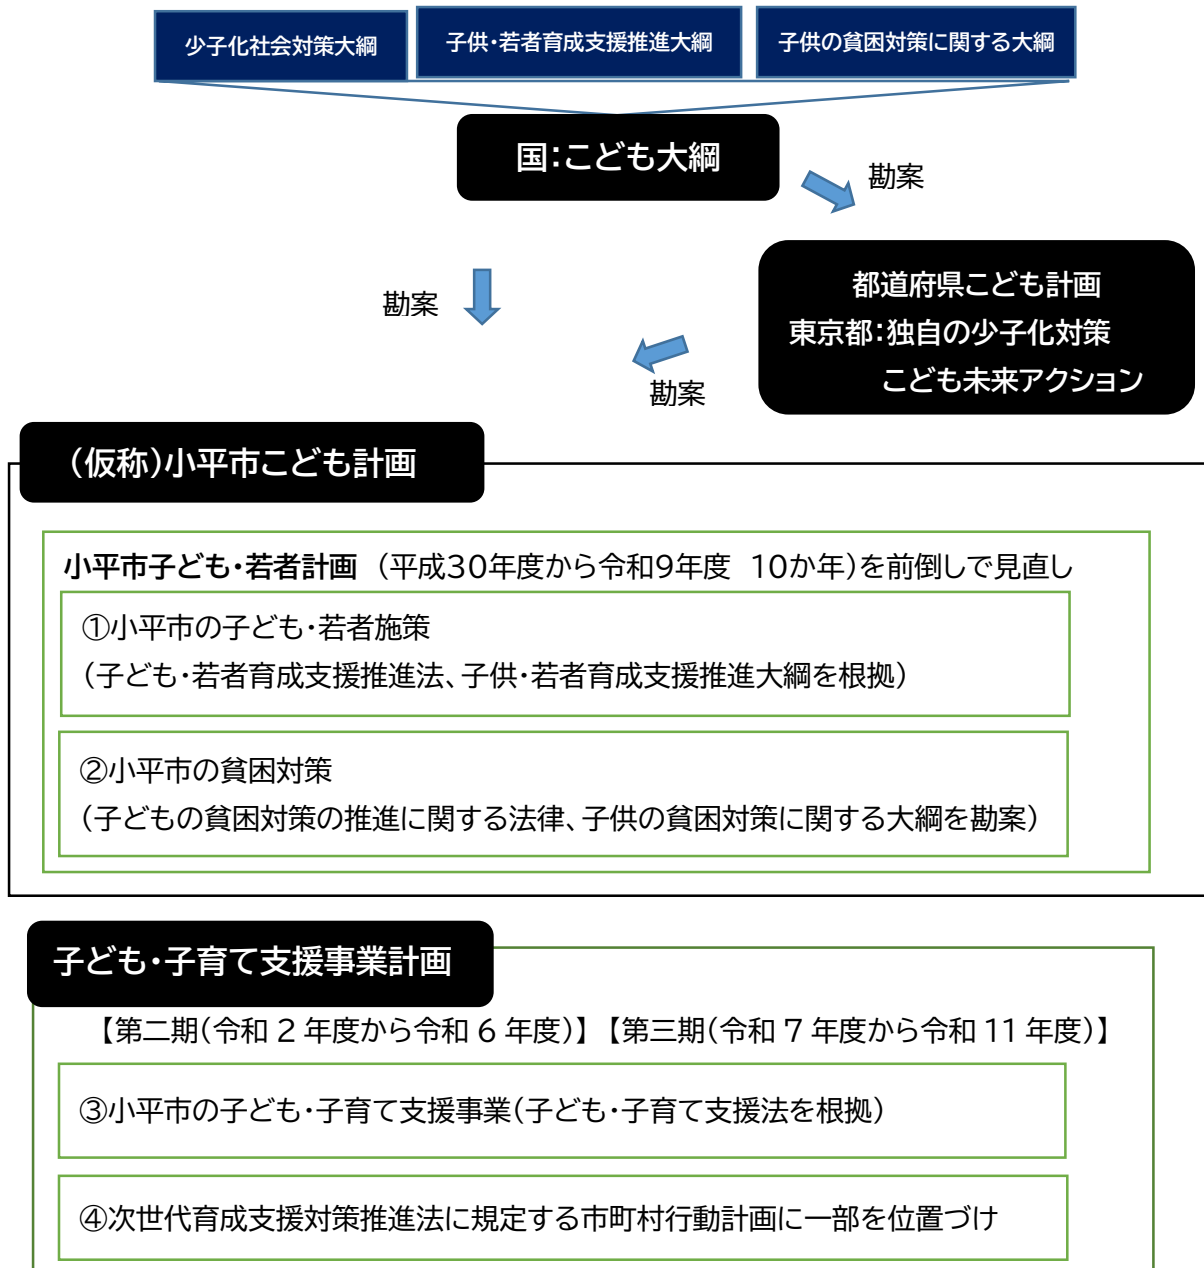 少子化社会対策大綱
子供・若者育成支援推進大綱
子供の貧困対策に関する大綱
国：こども大綱
勘案
都道府県こども計画
東京都：独自の少子化対策
こども未来アクション
勘案
勘案
（仮称）小平市こども計画
小平市子ども・若者計画 （平成30年度から令和9年度 10か年）を前倒しで見直し
①小平市の子ども・若者施策
（子ども・若者育成支援推進法、子供・若者育成支援推進大綱を根拠）
②小平市の貧困対策
（子どもの貧困対策の推進に関する法律、子供の貧困対策に関する大綱を勘案）
子ども・子育て支援事業計画
【第二期（令和 2 年度から令和 6 年度）】【第三期（令和 7 年度から令和 11 年度）】
③小平市の子ども・子育て支援事業（子ども・子育て支援法を根拠）
④次世代育成支援対策推進法に規定する市町村行動計画に一部を位置づけ